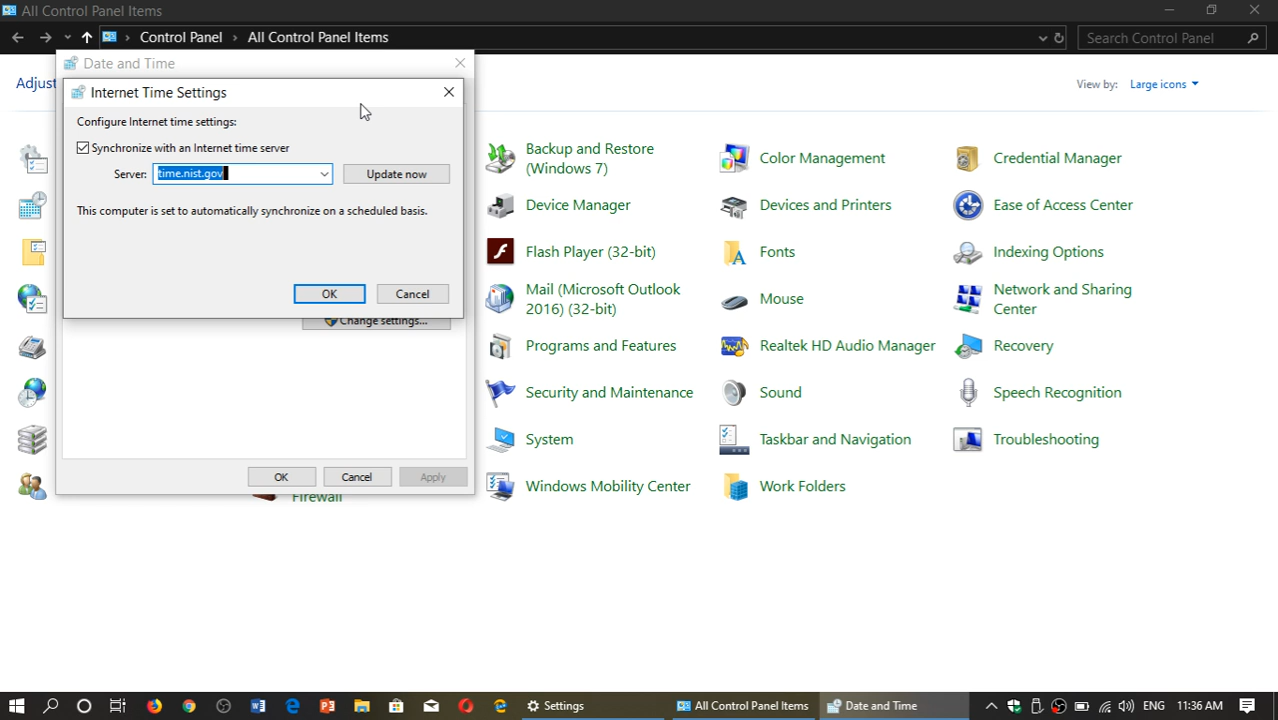 All Control Panel Items
Control Panel > All Control Panel Items
Search Control Panel
Date and Time
Adjust
View by: Large icons
Internet Time Settings
Configure Internet time settings:
Synchronize with an Internet time server
Server: time.nist.gov Update now
This computer is set to automatically synchronize on a scheduled basis.
OK Cancel
Change settings...
OK Cancel Apply
Firewall
Backup and Restore
(Windows 7)
Color Management
Credential Manager
Device Manager
Devices and Printers
Ease of Access Center
Flash Player (32-bit)
Fonts
Indexing Options
Mail (Microsoft Outlook
2016) (32-bit)
Mouse
Network and Sharing
Center
Programs and Features
Realtek HD Audio Manager
Recovery
Security and Maintenance
Sound
Speech Recognition
System
Taskbar and Navigation
Troubleshooting
Windows Mobility Center
Work Folders
Settings
All Control Panel Items
Date and Time
ENG
11:36 AM